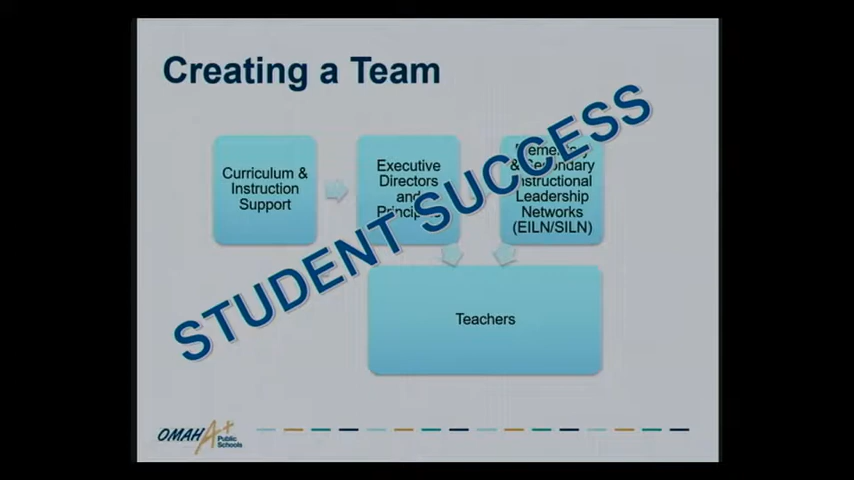 Creating a Team
STUDENT SUCCESS
Curriculum &
Instruction
Support
Executive
Directors
and
Elementary
& Secondary
Instructional
Leadership
Networks
(EILN/SILN)
Teachers
OMAHA
Public
Schools